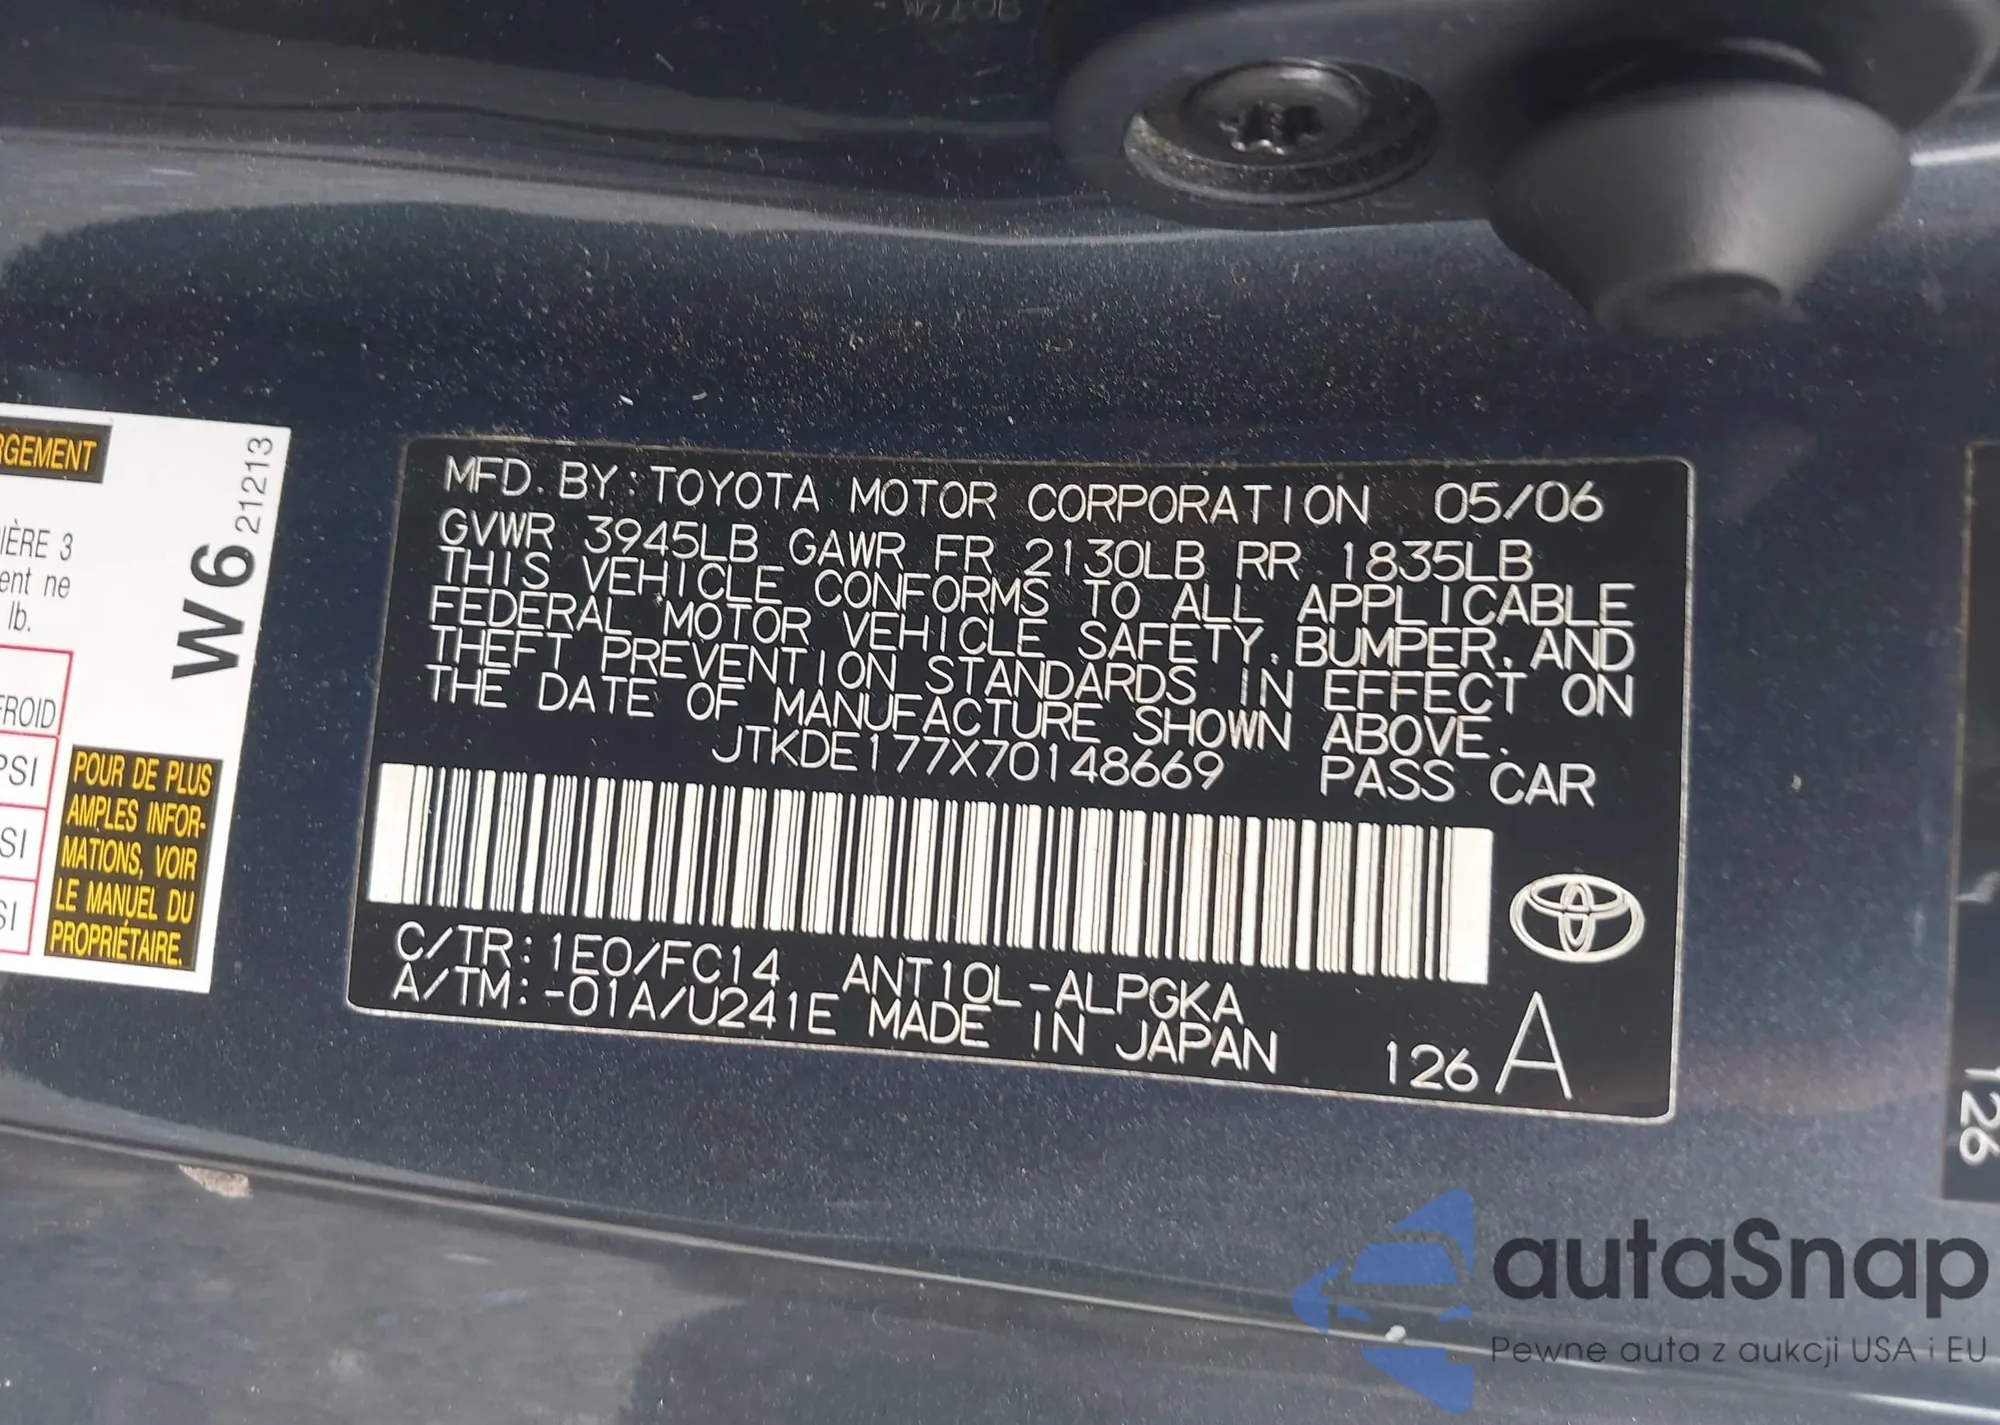 RGEMENT
IÈRE 3
ent ne
lb.
FROID
PSI
SI
SI
POUR DE PLUS
AMPLES INFOR-
MATIONS, VOIR
LE MANUEL DU
PROPRIÉTAIRE.
W6 21213
MFD. BY: TOYOTA MOTOR CORPORATION 05/06
GVWR 3945LB GAWR FR 2130LB RR 1835LB
THIS VEHICLE CONFORMS TO ALL APPLICABLE
FEDERAL MOTOR VEHICLE SAFETY, BUMPER, AND
THEFT PREVENTION STANDARDS IN EFFECT ON
THE DATE OF MANUFACTURE SHOWN ABOVE.
JTKDE177X70148669 PASS CAR
C/TR: 1E0/FC14 ANT10L-ALPGKA
A/TM: -01A/U241E MADE IN JAPAN
126 A
126
autaSnap
Pewne auta z aukcji USA i EU